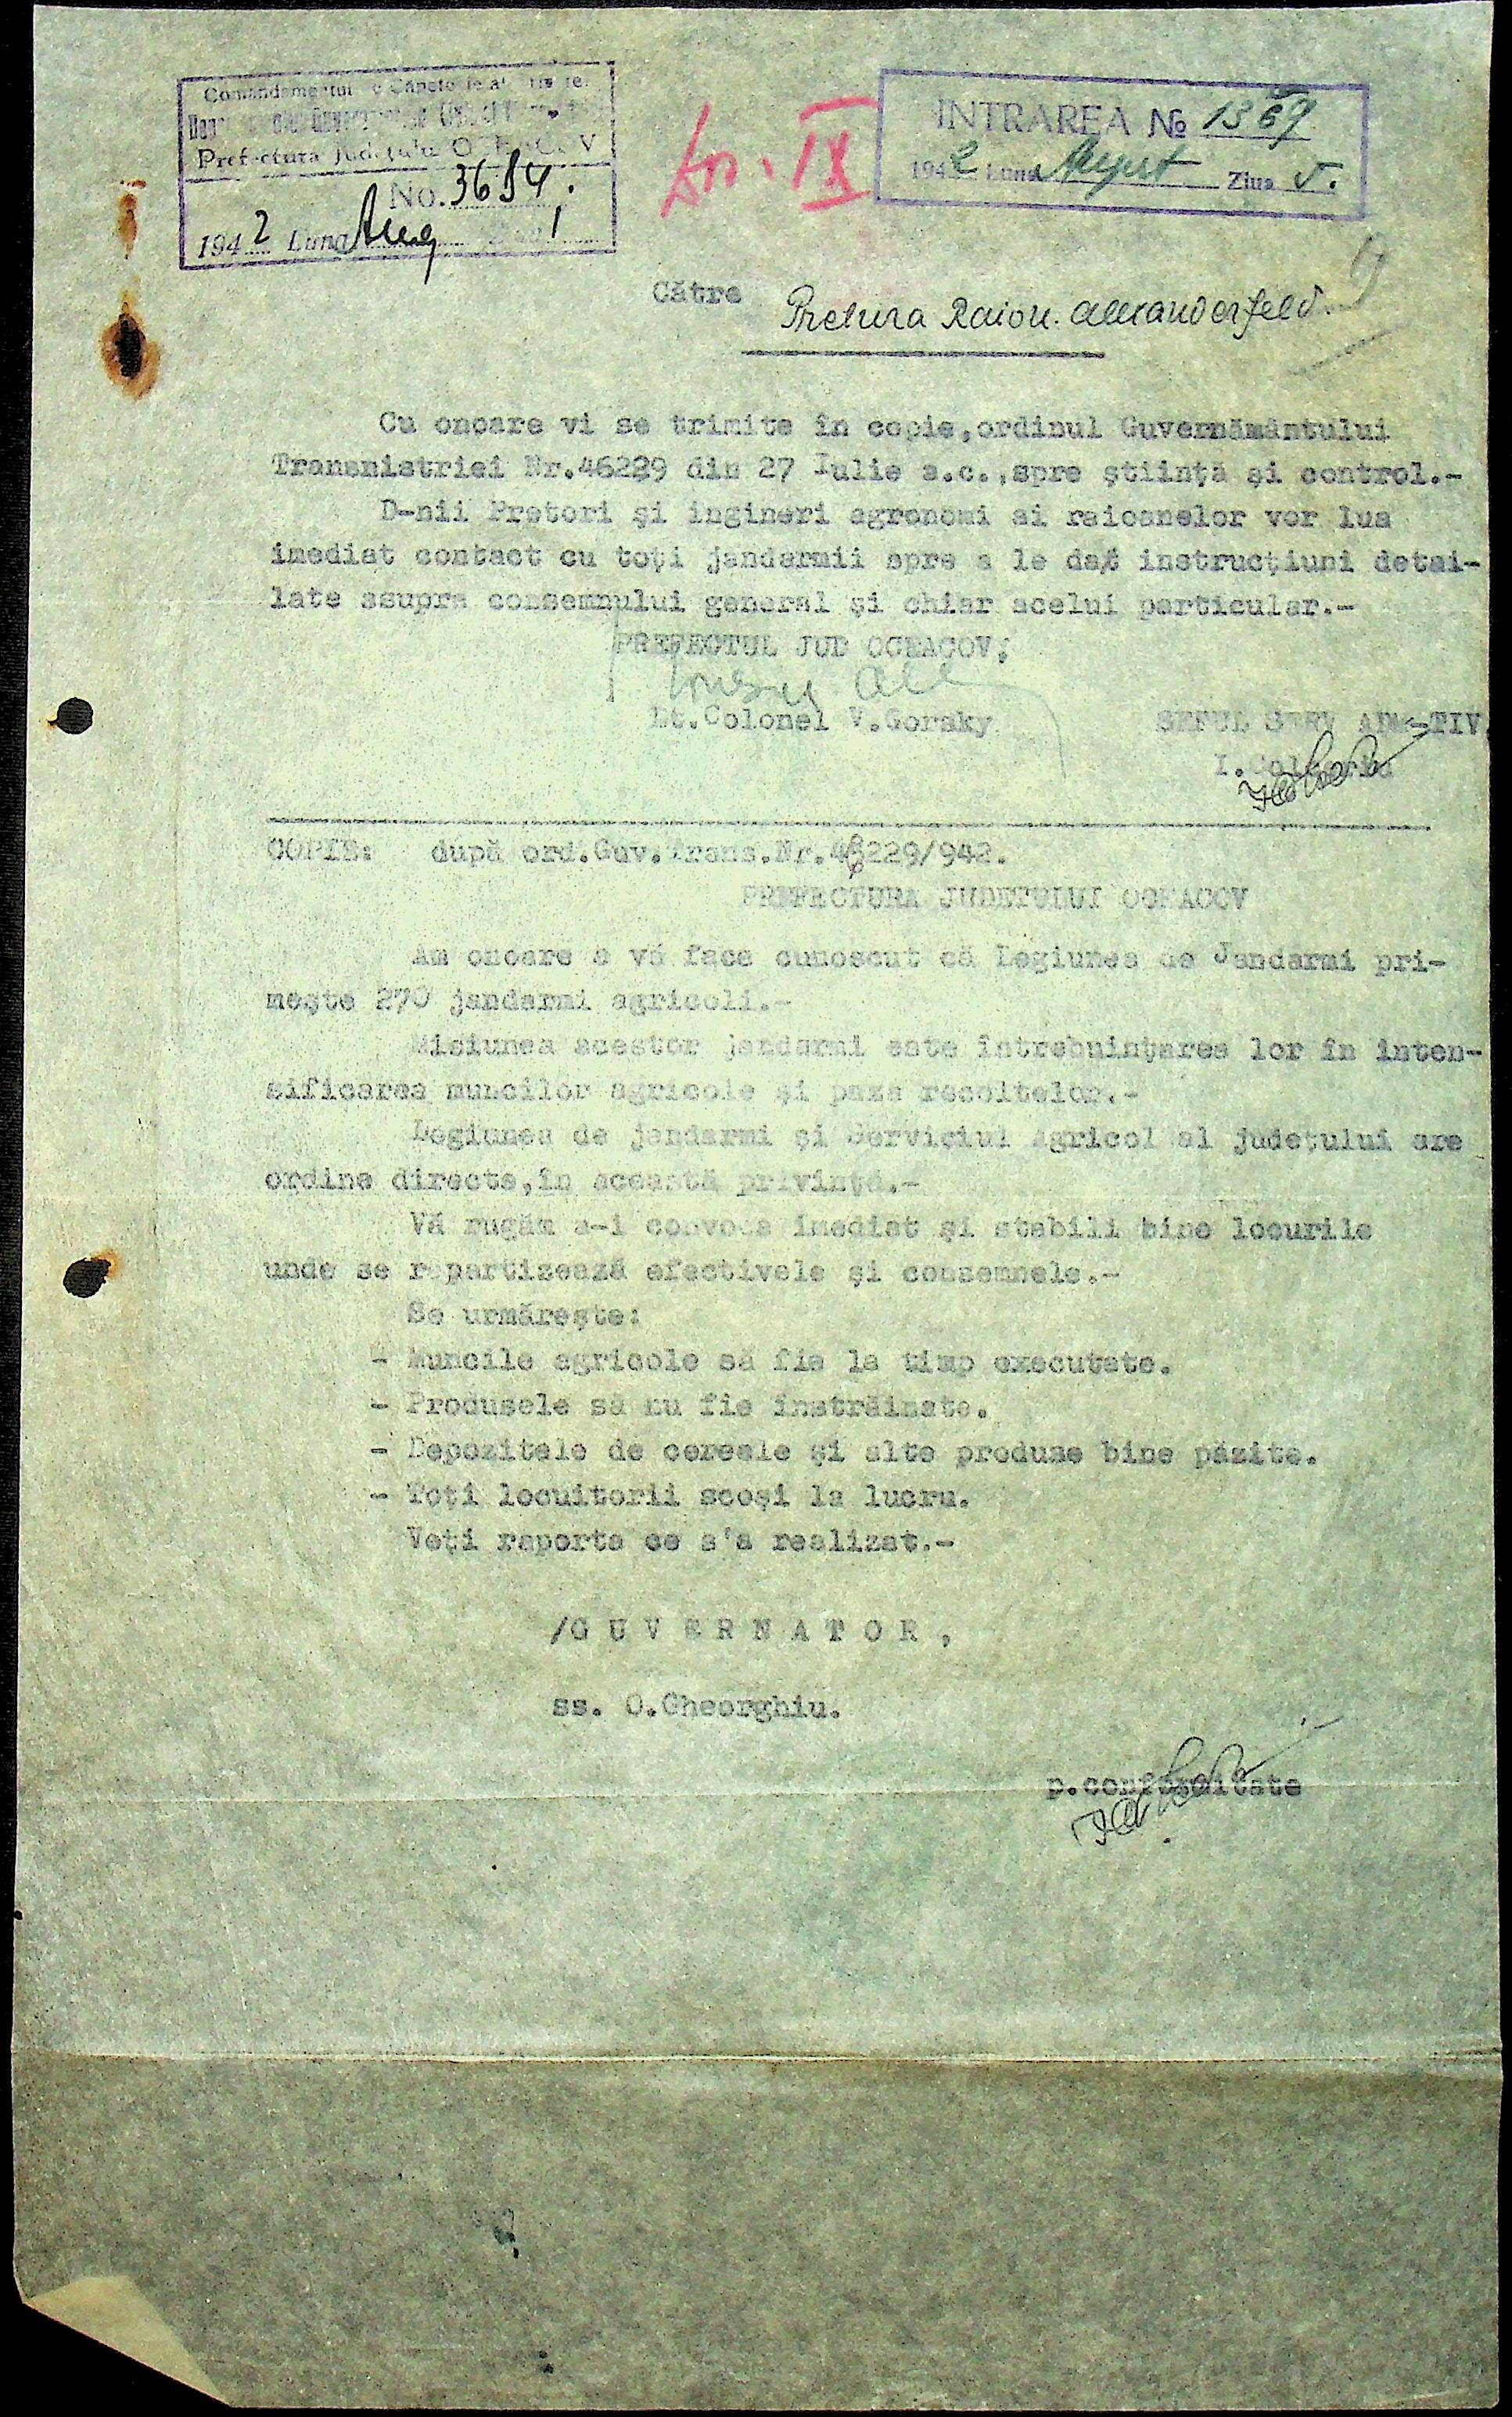 Comandamentul
Prefectura Județului
No. 3654.
1942 Luna Aug 1
Dos. IX
INTRAREA № 1369
1942 Luna August Ziua 5.
Către Pretura Raion. Alexanderfeld.
Cu onoare vi se trimite în copie,ordinul Guvernământului
Transnistriei Nr.46229 din 27 Iulie a.c.,spre știință și control.-
D-nii Pretori și ingineri agronomi ai raioanelor vor lua
imediat contact cu toți jandarmii spre a le da instrucțiuni detai-
late asupra consemnului general și chiar acelui particular.-
PREFECTUL JUD OCEACOV,
Lt.Colonel V.Gorsky
SEFUL SERV ADM-TIV,
I.
COPIE: după ord.Guv.Trans.Nr.46229/942.
PREFECTURA JUDETULUI OCEACOV
Am onoare a vă face cunoscut că Legiunea de Jandarmi pri-
mește 270 jandarmi agricoli.-
Misiunea acestor jandarmi este întrebuințarea lor în inten-
sificarea muncilor agricole și paza recoltelor.-
Legiunea de jandarmi și Serviciul Agricol al județului are
ordine directe,în această privință.-
Vă rugăm a-i convoca imediat și stabili bine locurile
unde se repartizează efectivele și consemnele.-
Se urmărește:
- Muncile agricole să fie la timp executate.
- Produsele să nu fie înstrăinate.
- Depozitele de cereale și alte produse bine păzite.
- Toți locuitorii scoși la lucru.
Veți raporta ce s'a realizat.-
/G U V E R N A T O R ,
ss. O.Gheorghiu.
p.conformitate